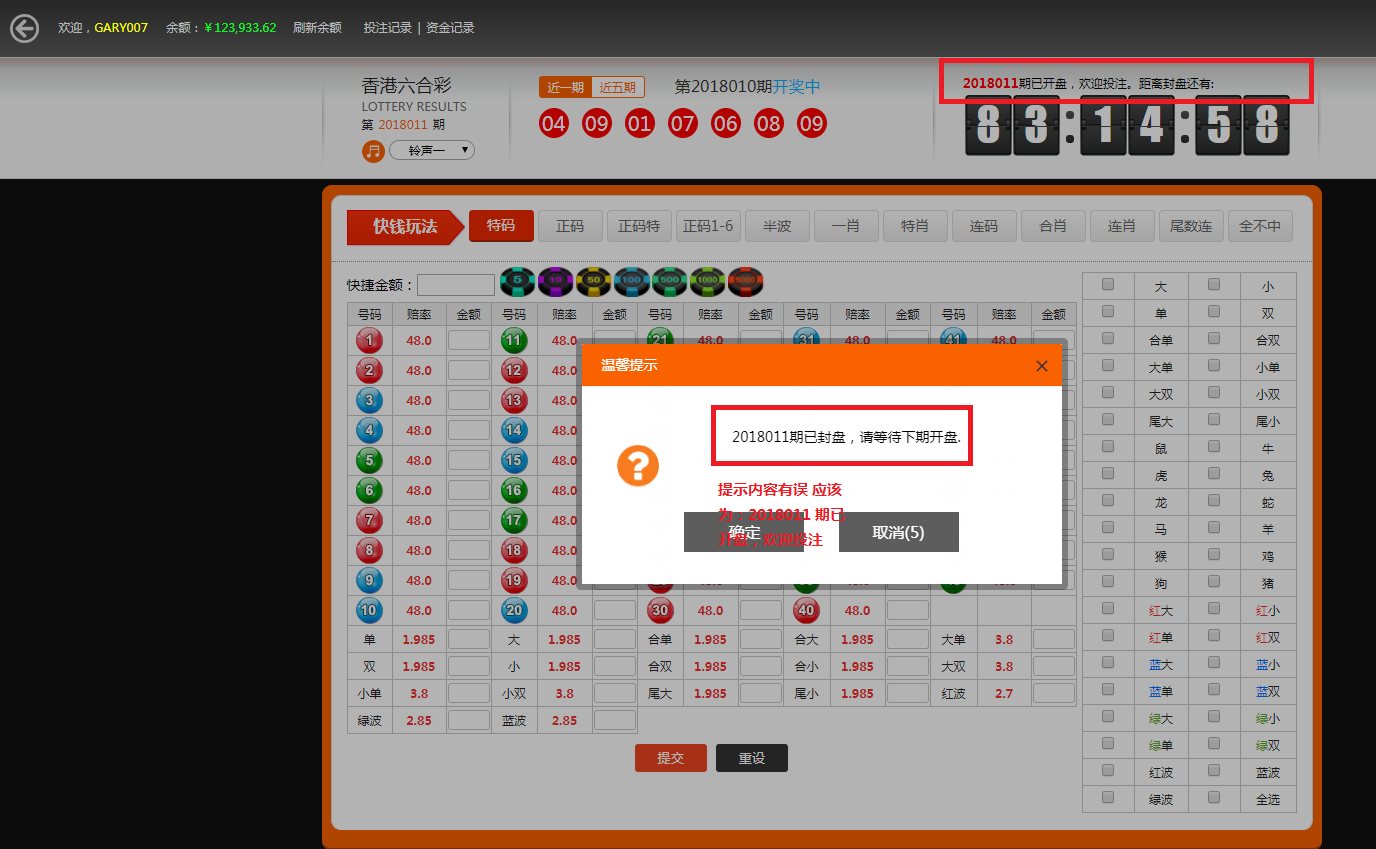 欢迎，GARY007 余额：￥123,933.62 刷新余额 投注记录 | 资金记录
香港六合彩
LOTTERY RESULTS
第 2018011 期
铃声一
近一期 近五期 第2018010期开奖中
04 09 01 07 06 08 09
2018011期已开盘，欢迎投注。距离封盘还有:
83:14:58
快钱玩法 特码 正码 正码特 正码1-6 半波 一肖 特肖 连码 合肖 连肖 尾数连 全不中
快捷金额： 5 10 50 100 500 1000 5000
号码 赔率 金额 号码 赔率 金额 号码 赔率 金额 号码 赔率 金额 号码 赔率 金额
1 48.0 11 48.0 21 48.0 31 48.0 41 48.0
2 48.0 12 48.0
3 48.0 13 48.0
4 48.0 14 48.0
5 48.0 15 48.0
6 48.0 16 48.0
7 48.0 17 48.0
8 48.0 18 48.0
9 48.0 19 48.0
10 48.0 20 48.0 30 48.0 40 48.0
单 1.985 大 1.985 合单 1.985 合大 1.985 大单 3.8
双 1.985 小 1.985 合双 1.985 合小 1.985 大双 3.8
小单 3.8 小双 3.8 尾大 1.985 尾小 1.985 红波 2.7
绿波 2.85 蓝波 2.85
提交 重设
温馨提示
2018011期已封盘，请等待下期开盘.
提示内容有误 应该
为：2018011 期已
开盘，欢迎投注
确定 取消(5)
大 小
单 双
合单 合双
大单 小单
大双 小双
尾大 尾小
鼠 牛
虎 兔
龙 蛇
马 羊
猴 鸡
狗 猪
红大 红小
红单 红双
蓝大 蓝小
蓝单 蓝双
绿大 绿小
绿单 绿双
红波 蓝波
绿波 全选